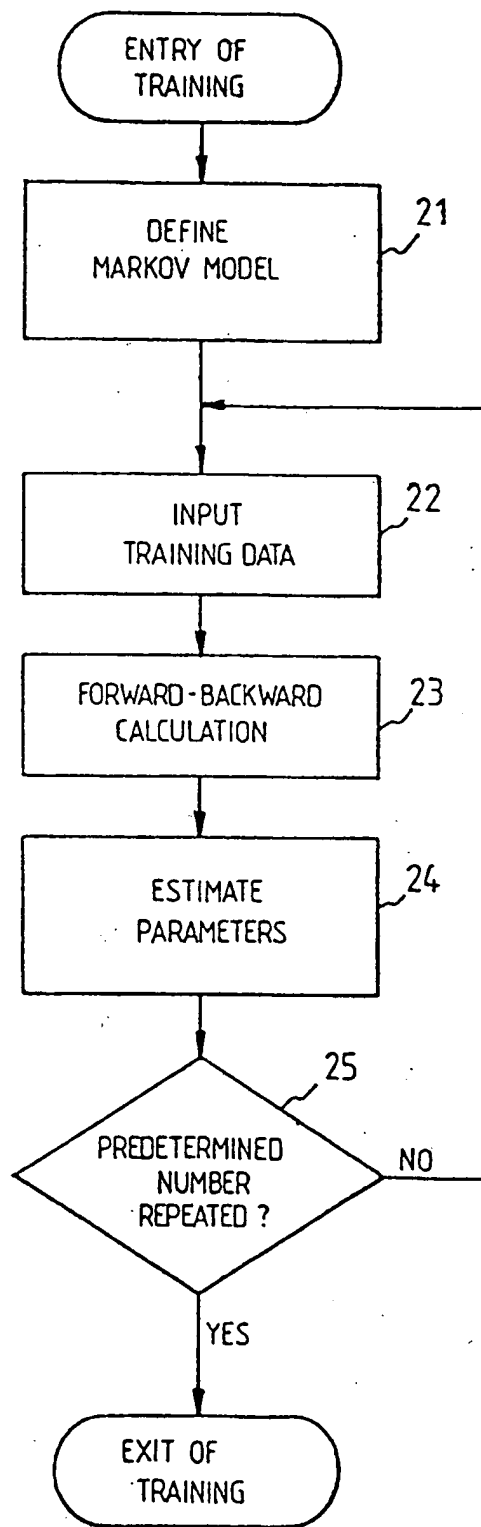 ENTRY OF
TRAINING
DEFINE
MARKOV MODEL
21
INPUT
TRAINING DATA
22
FORWARD-BACKWARD
CALCULATION
23
ESTIMATE
PARAMETERS
24
25
PREDETERMINED
NUMBER
REPEATED ?
NO
YES
EXIT OF
TRAINING